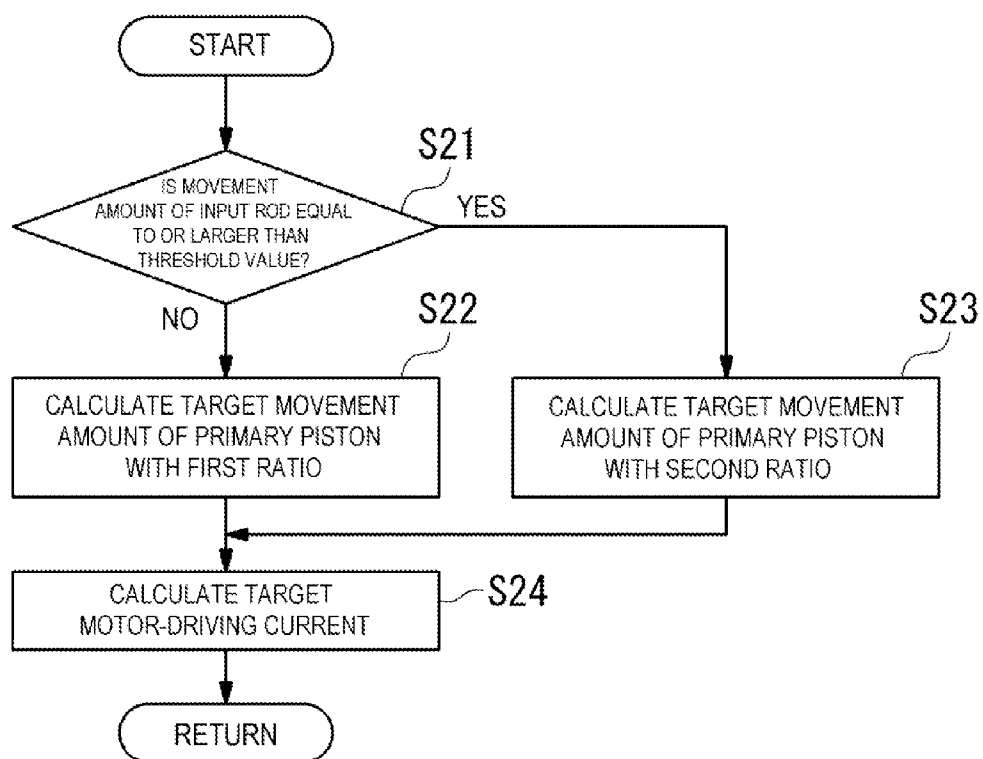 START
S21
IS MOVEMENT
AMOUNT OF INPUT ROD EQUAL
TO OR LARGER THAN
THRESHOLD VALUE?
YES
NO
S22
S23
CALCULATE TARGET MOVEMENT
AMOUNT OF PRIMARY PISTON
WITH FIRST RATIO
CALCULATE TARGET MOVEMENT
AMOUNT OF PRIMARY PISTON
WITH SECOND RATIO
CALCULATE TARGET
MOTOR-DRIVING CURRENT
S24
RETURN